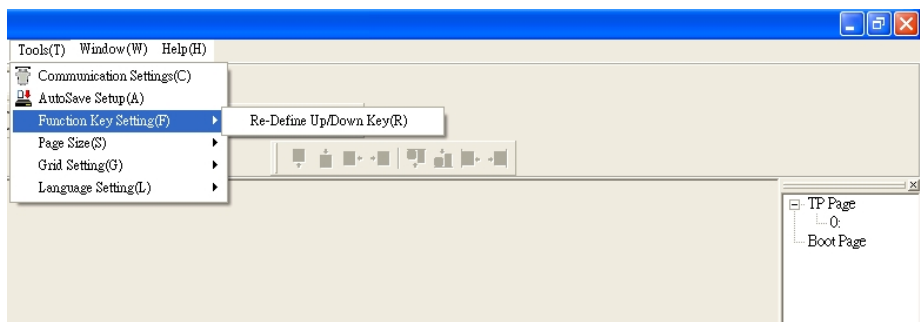 Tools(T) Window(W) Help(H)
Communication Settings(C)
AutoSave Setup(A)
Function Key Setting(F)
Re-Define Up/Down Key(R)
Page Size(S)
Grid Setting(G)
Language Setting(L)
TP Page
0:
Boot Page